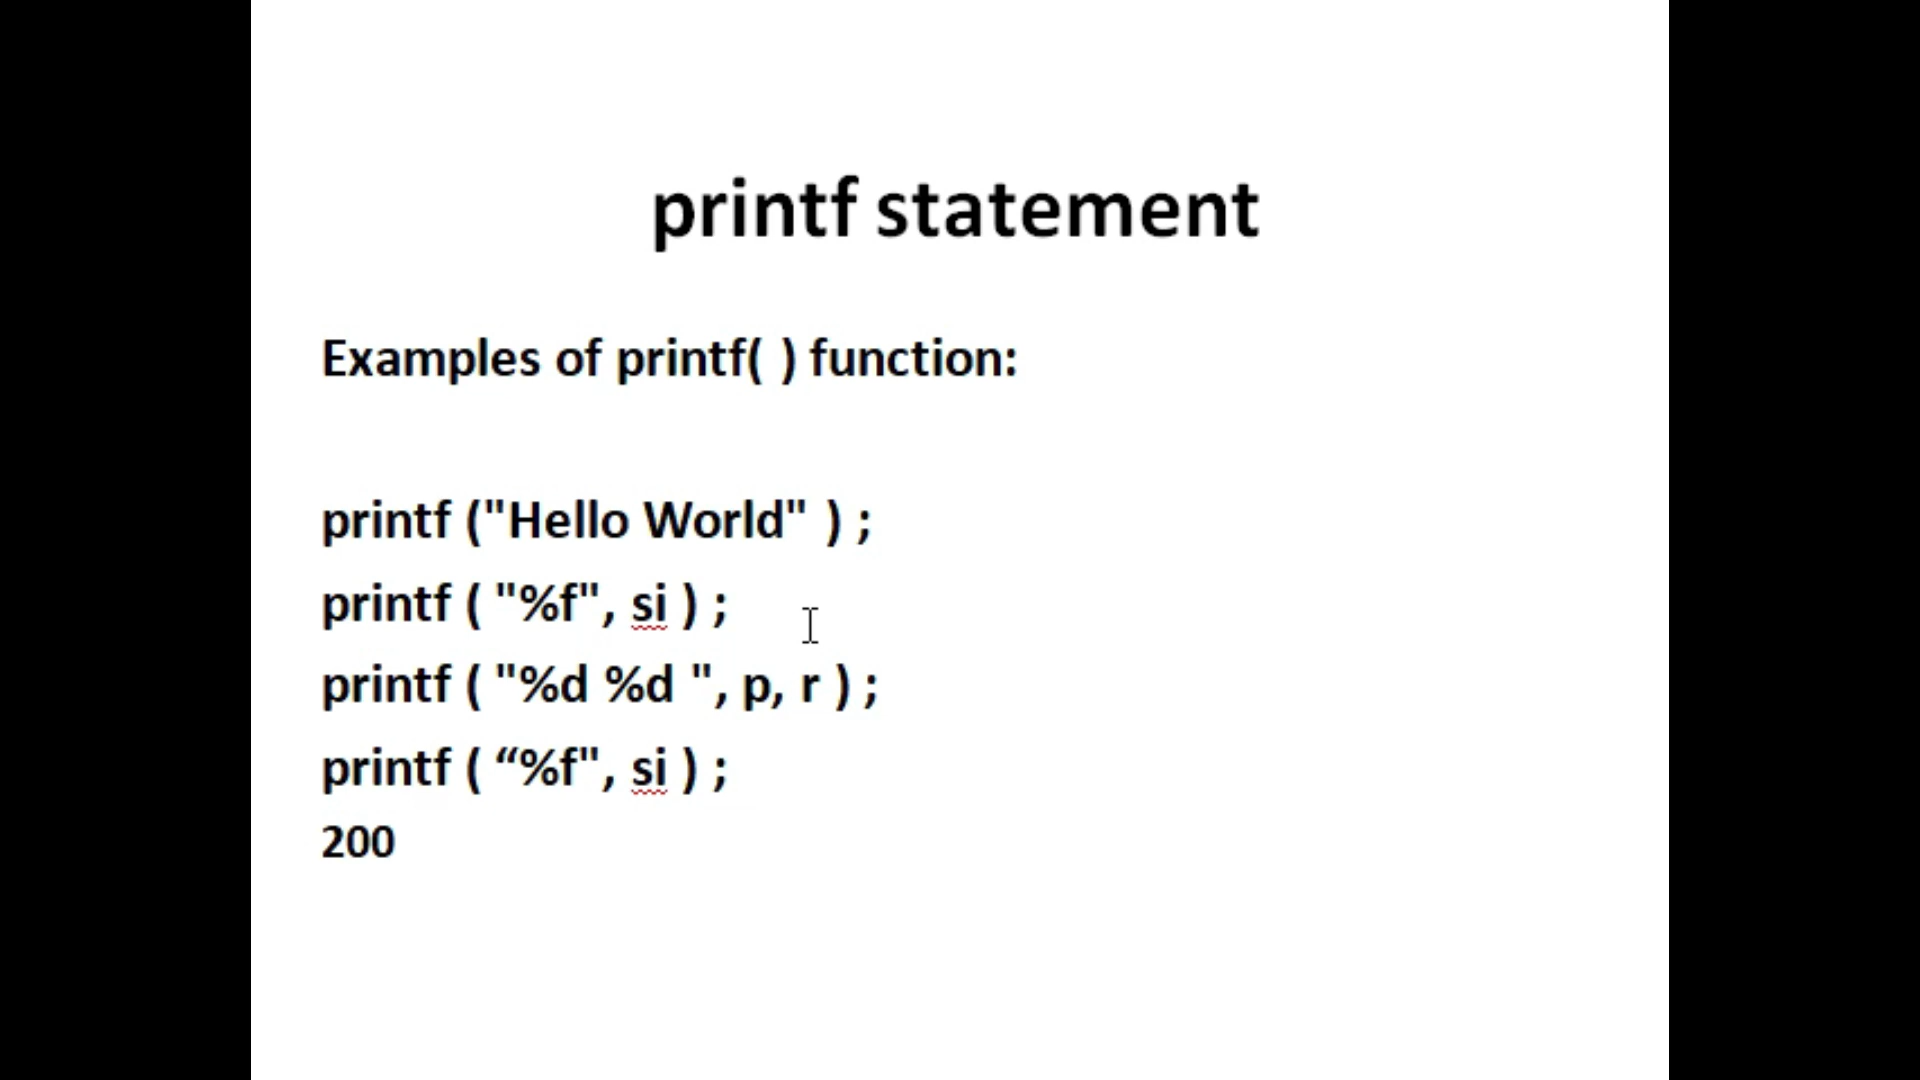 printf statement
Examples of printf( ) function:
printf ("Hello World" ) ;
printf ( "%f", si ) ;
printf ( "%d %d ", p, r ) ;
printf ( “%f", si ) ;
200